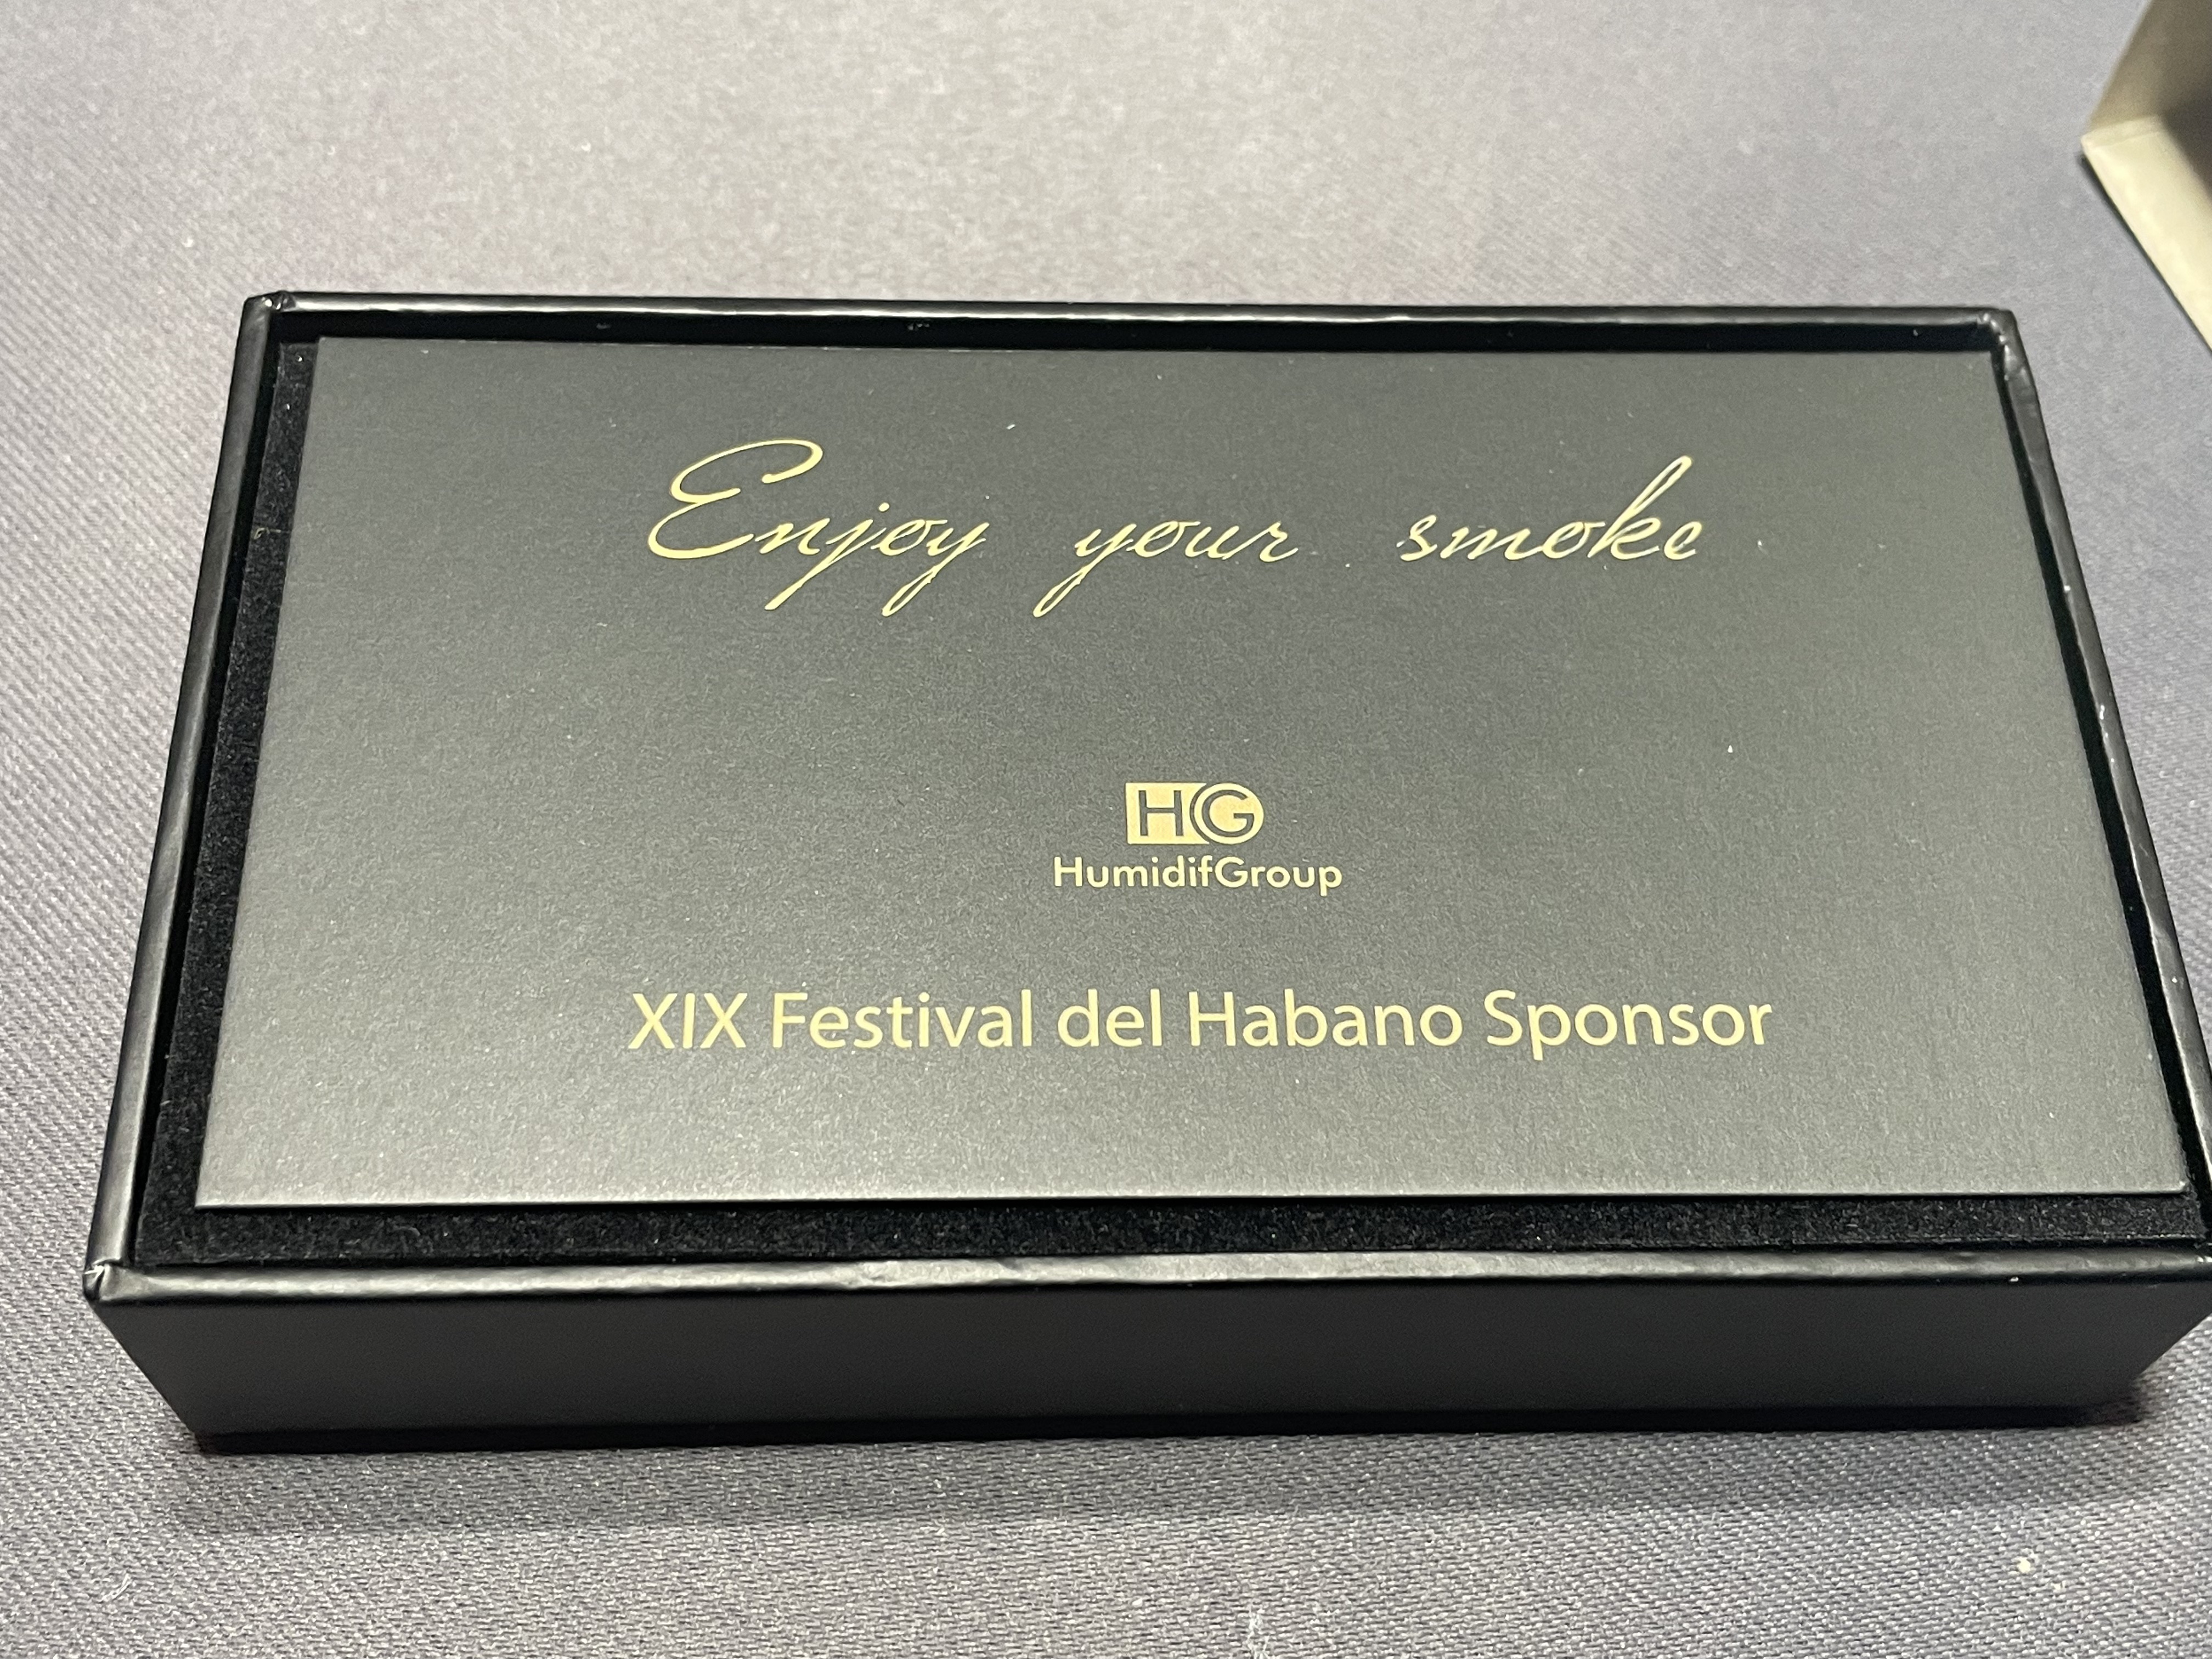 Enjoy your smoke
HG
HumidifGroup
XIX Festival del Habano Sponsor